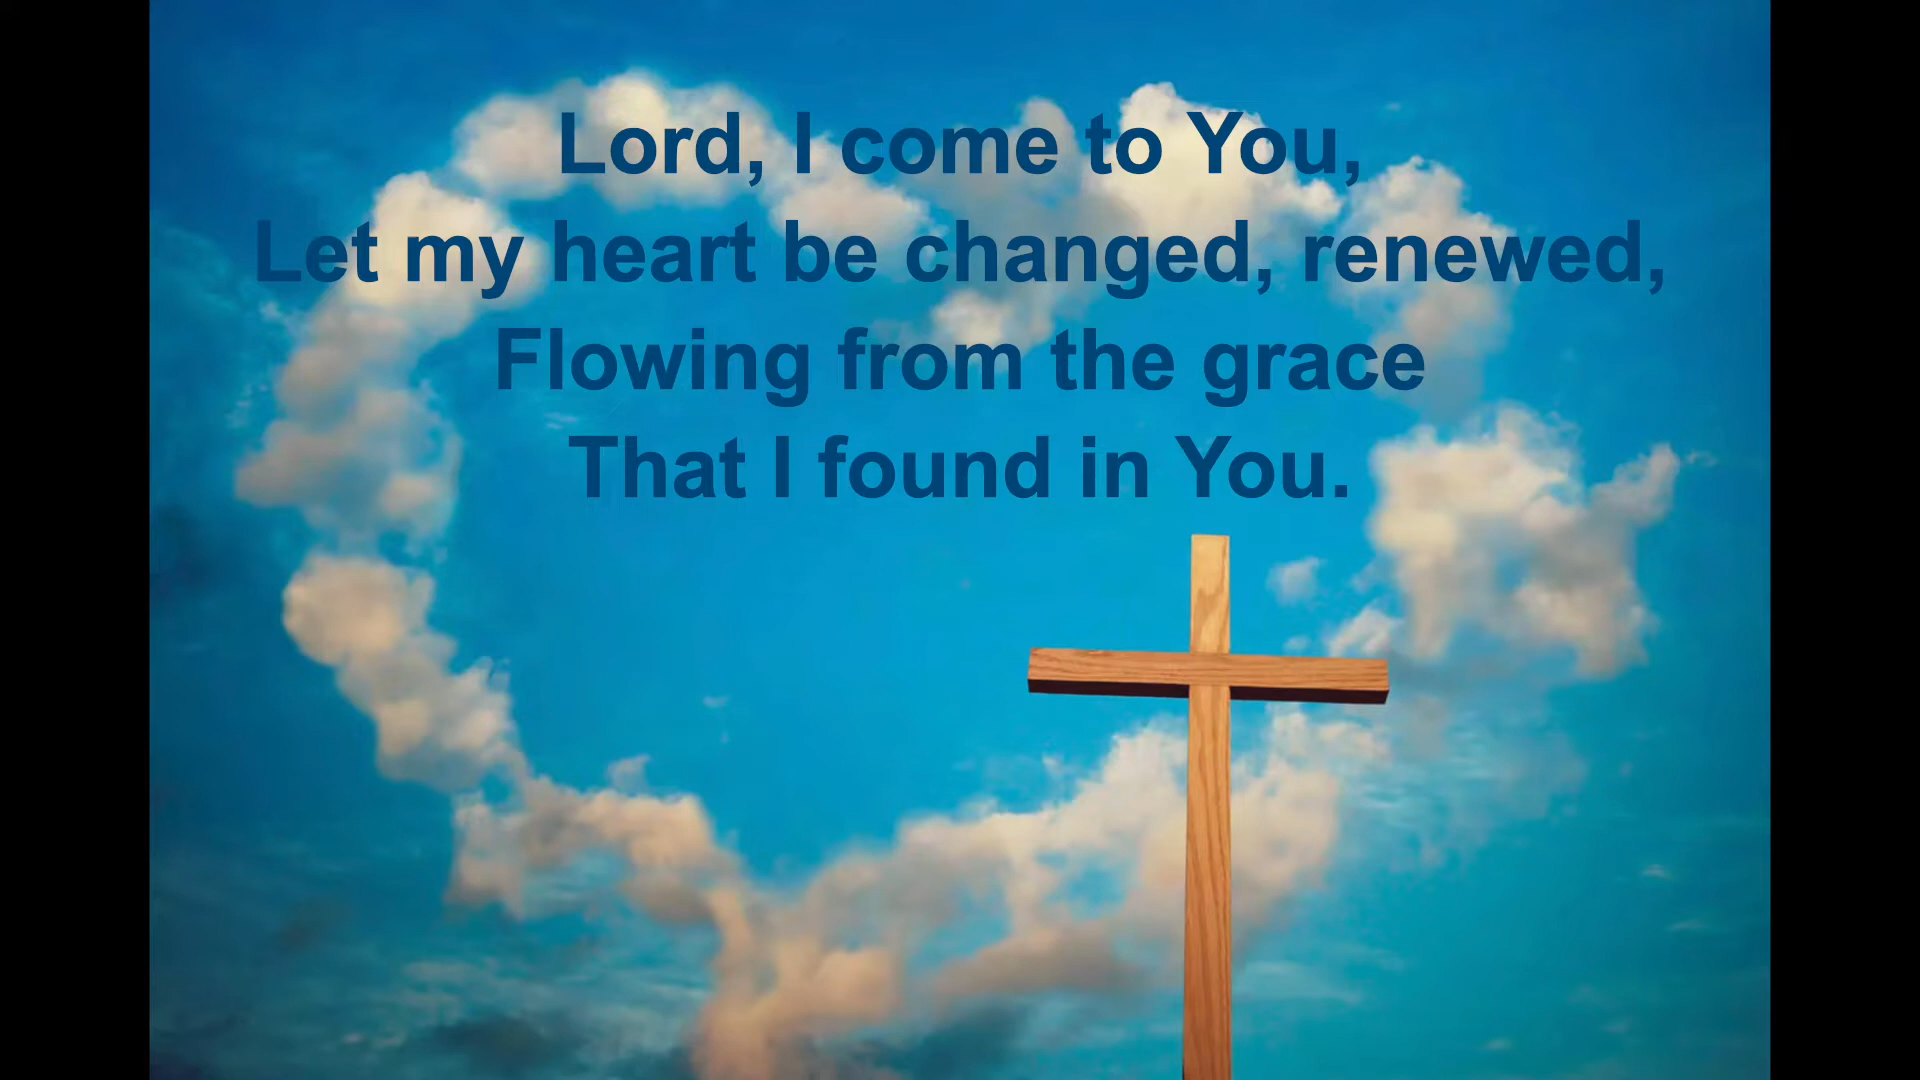 Lord, I come to You,
Let my heart be changed, renewed,
Flowing from the grace
That I found in You.